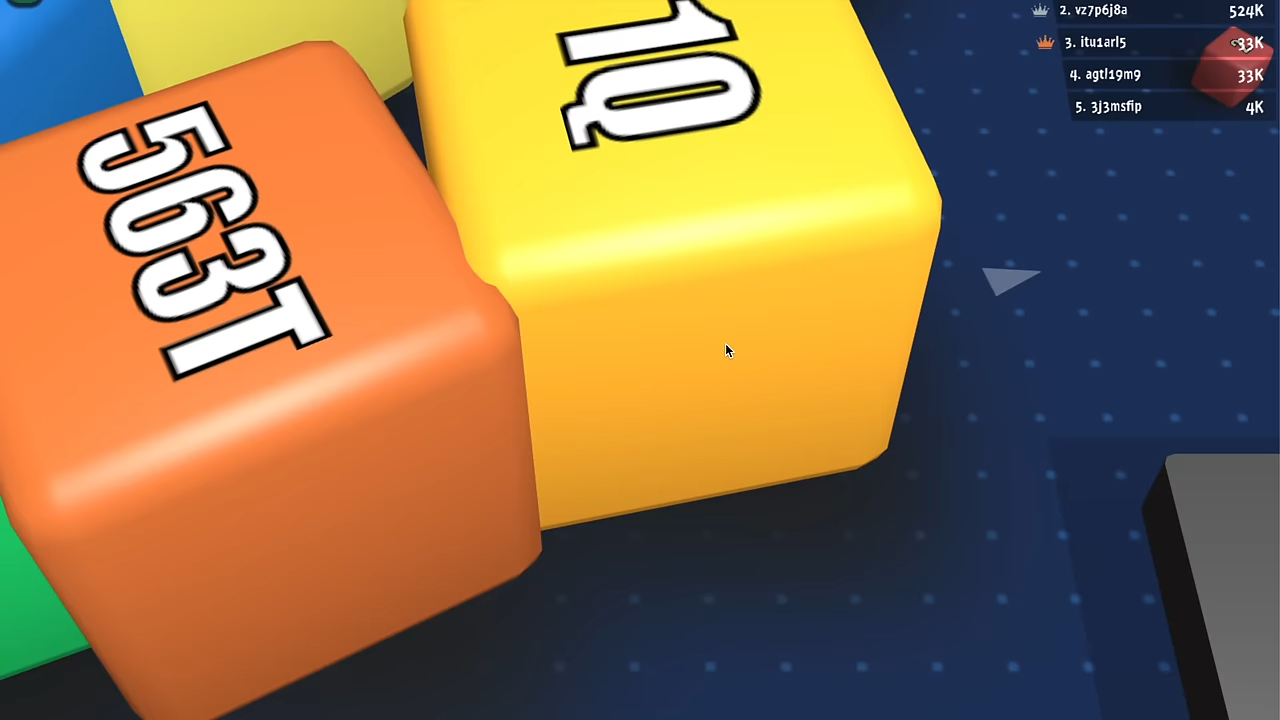 2. vz7p6j8a 524K
3. itu1arl5 33K
4. agtl19m9 33K
5. 3j3msfip 4K
1Q
563T